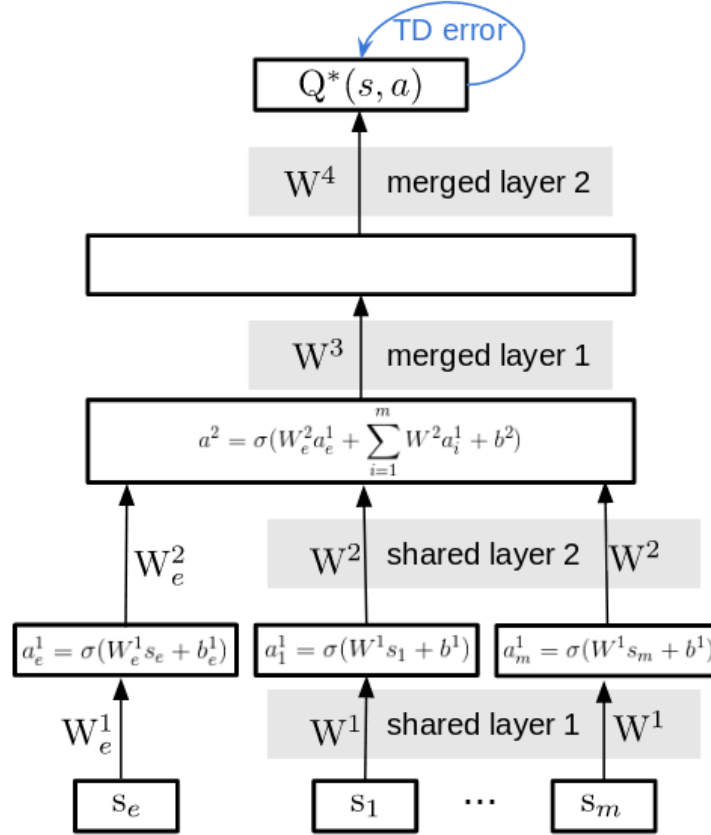 TD error
Q*(s, a)
W⁴ merged layer 2
W³ merged layer 1
a² = σ(W²ₑa¹ₑ + ∑ᵢ₌₁ᵐ W²a¹ᵢ + b²)
W²ₑ W² shared layer 2 W²
a¹ₑ = σ(W¹ₑsₑ + b¹ₑ) a¹₁ = σ(W¹s₁ + b¹) a¹ₘ = σ(W¹sₘ + b¹)
W¹ₑ W¹ shared layer 1 W¹
sₑ s₁ ... sₘ